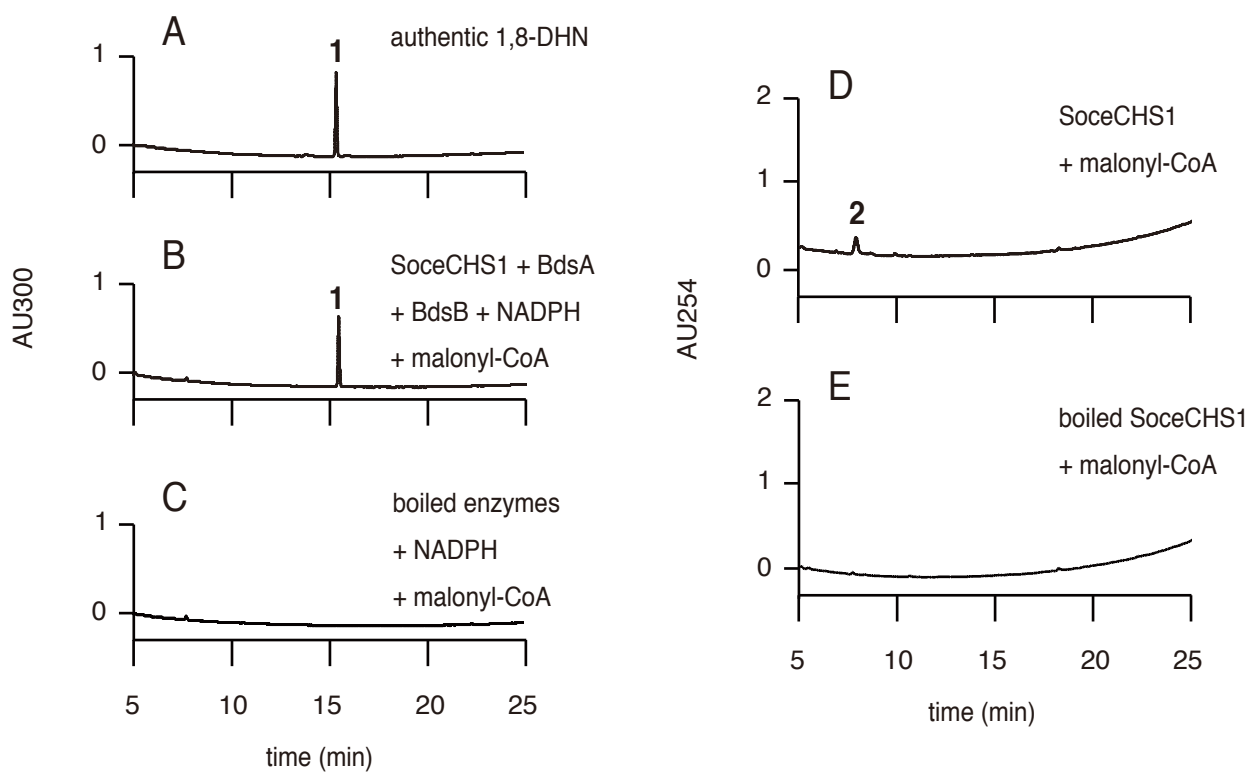 A
1
authentic 1,8-DHN
1
0
B
SoceCHS1 + BdsA
1
+ BdsB + NADPH
1
+ malonyl-CoA
0
AU300
C
boiled enzymes
1
+ NADPH
+ malonyl-CoA
0
5 10 15 20 25
time (min)
D
2
SoceCHS1
+ malonyl-CoA
1
2
0
AU254
E
2
boiled SoceCHS1
+ malonyl-CoA
1
0
5 10 15 20 25
time (min)